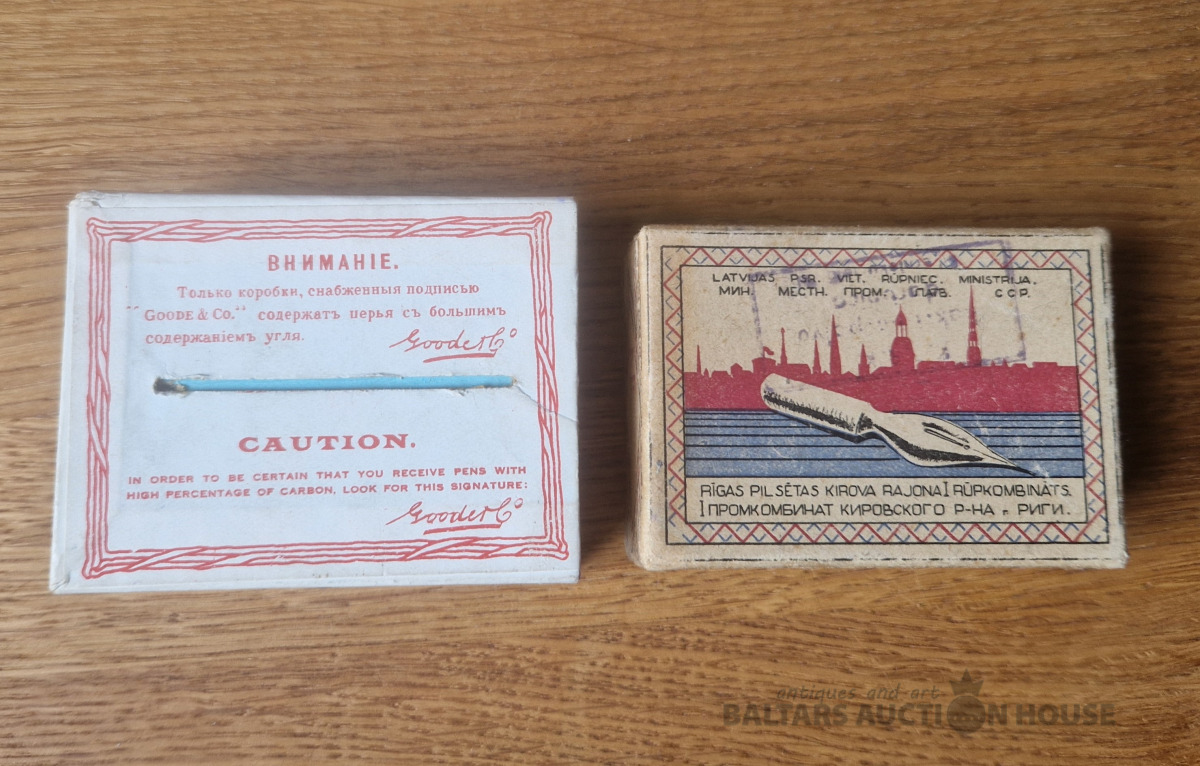 ВНИМАНІЕ.
Только коробки, снабженныя подписью
"GOODE & CO." содержатъ перья съ большимъ
содержаніемъ угля.
Goode & Co
CAUTION.
IN ORDER TO BE CERTAIN THAT YOU RECEIVE PENS WITH
HIGH PERCENTAGE OF CARBON, LOOK FOR THIS SIGNATURE:
Goode & Co
LATVIJAS PSR. VIET. RŪPNIEC. MINISTRIJA.
МИН. МЕСТН. ПРОМ. ЛАТВ. ССР.
RĪGAS PILSĒTAS KIROVA RAJONA I RŪPKOMBINĀTS.
I ПРОМКОМБИНАТ КИРОВСКОГО Р-НА г. РИГИ.
antiques and art
BALTARS AUCTION HOUSE